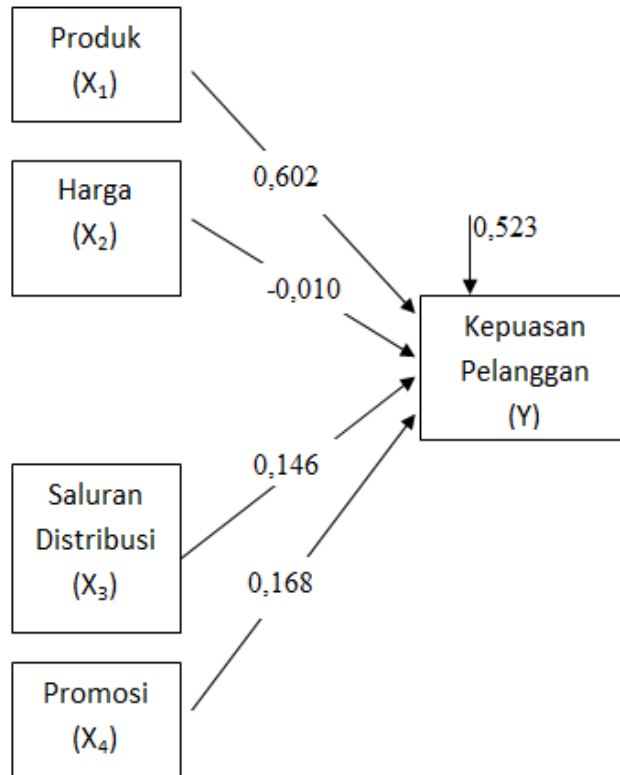 Produk
(X₁)
0,602
Harga
(X₂)
-0,010
0,523
Kepuasan
Pelanggan
(Y)
0,146
Saluran
Distribusi
(X₃)
0,168
Promosi
(X₄)